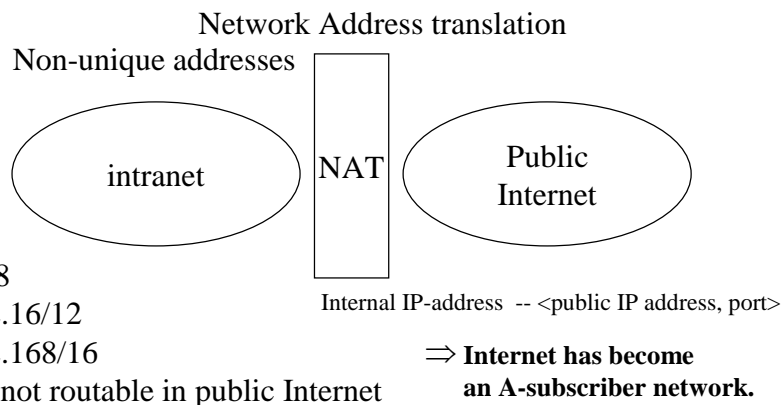 Network Address translation
Non-unique addresses
intranet
NAT
Public
Internet
8
.16/12
.168/16
not routable in public Internet
Internal IP-address -- <public IP address, port>
⇒ Internet has become
an A-subscriber network.